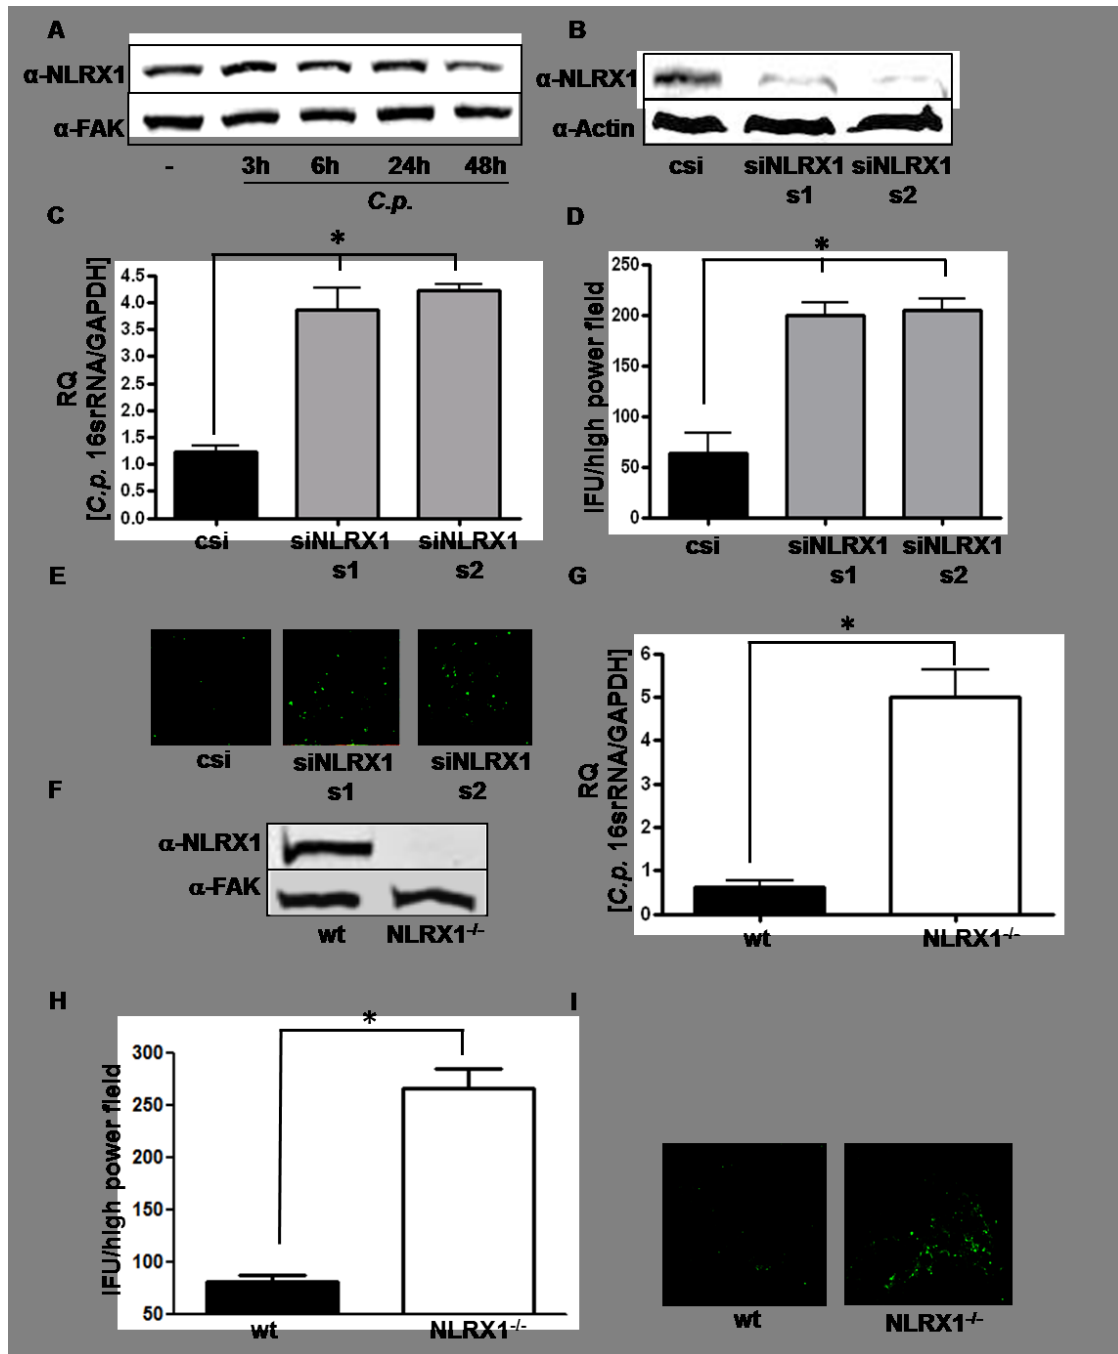 A
α-NLRX1
α-FAK
- 3h 6h 24h 48h
C.p.
B
α-NLRX1
α-Actin
csi siNLRX1 siNLRX1
s1 s2
C
*
RQ
[C.p. 16srRNA/GAPDH]
4.5
4.0
3.5
3.0
2.5
2.0
1.5
1.0
0.5
0.0
csi siNLRX1 siNLRX1
s1 s2
D
*
IFU/high power field
250
200
150
100
50
0
csi siNLRX1 siNLRX1
s1 s2
E
csi siNLRX1 siNLRX1
s1 s2
F
α-NLRX1
α-FAK
wt NLRX1-/-
G
*
RQ
[C.p. 16srRNA/GAPDH]
6
5
4
3
2
1
0
wt NLRX1-/-
H
*
IFU/high power field
300
250
200
150
100
50
wt NLRX1-/-
I
wt NLRX1-/-